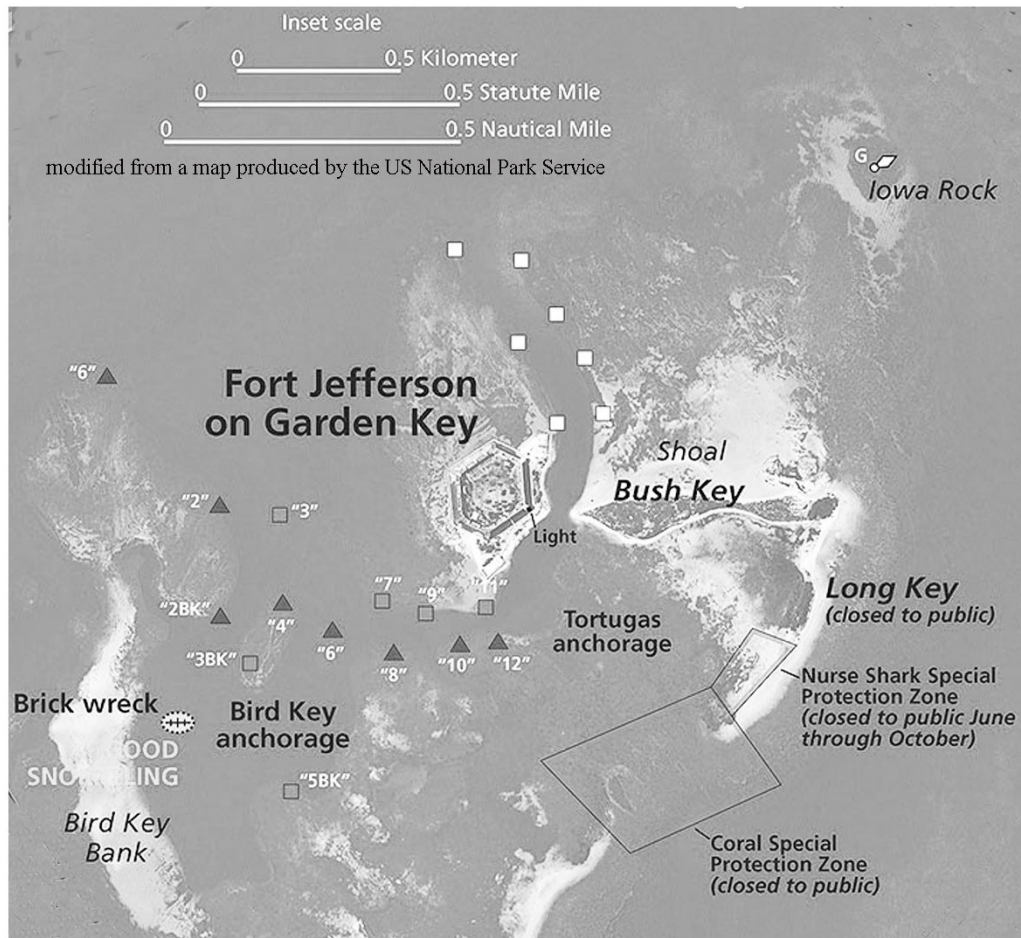 Inset scale
0 0.5 Kilometer
0 0.5 Statute Mile
0 0.5 Nautical Mile
modified from a map produced by the US National Park Service
G
Iowa Rock
"6"
Fort Jefferson
on Garden Key
Shoal
Bush Key
"2"
"3"
Light
"7"
"9"
"11"
Long Key
(closed to public)
"2BK"
"4"
"6"
"8"
"10"
"12"
Tortugas
anchorage
"3BK"
Nurse Shark Special
Protection Zone
(closed to public June
through October)
Brick wreck
Bird Key
anchorage
GOOD
SNORKELING
"5BK"
Bird Key
Bank
Coral Special
Protection Zone
(closed to public)